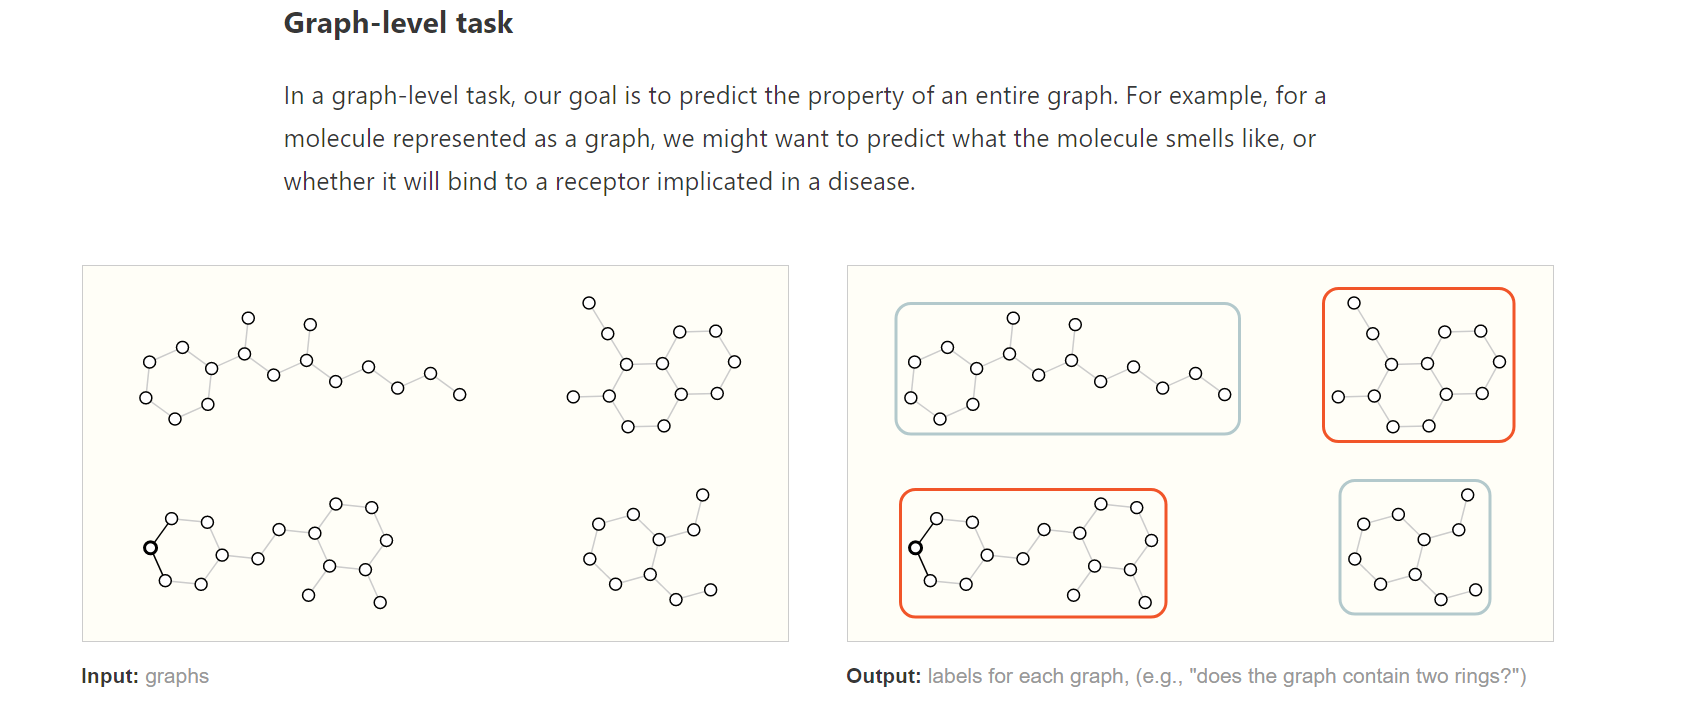 Graph-level task
In a graph-level task, our goal is to predict the property of an entire graph. For example, for a
molecule represented as a graph, we might want to predict what the molecule smells like, or
whether it will bind to a receptor implicated in a disease.
Input: graphs
Output: labels for each graph, (e.g., "does the graph contain two rings?")